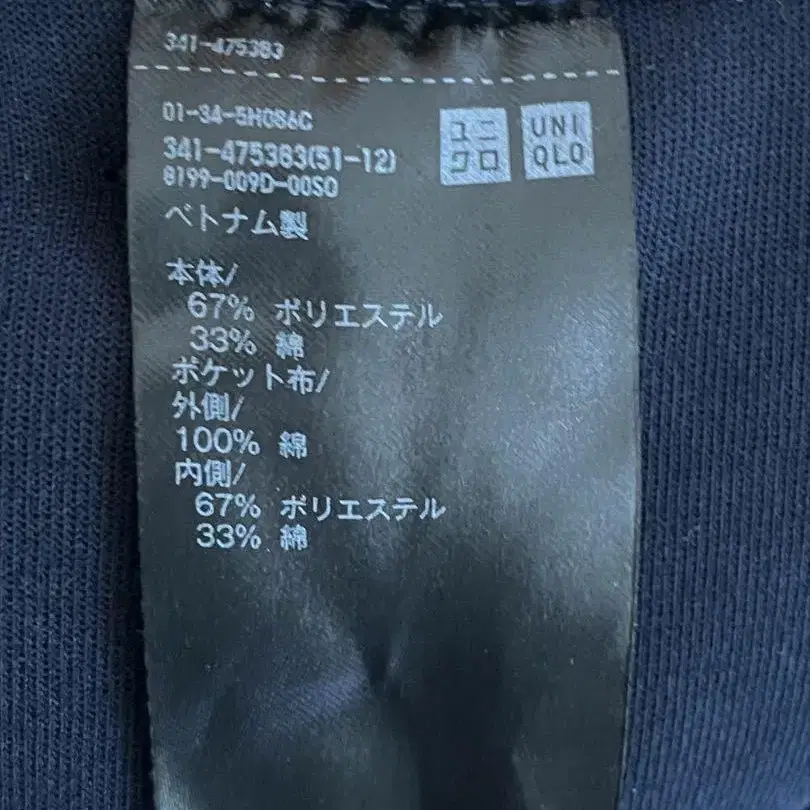 341-475383
01-34-5H086C
ユニ
クロ
UNI
QLO
341-475383(51-12)
8199-009D-00S0
ベトナム製
本体/
67% ポリエステル
33% 綿
ポケット布/
外側/
100% 綿
内側/
67% ポリエステル
33% 綿